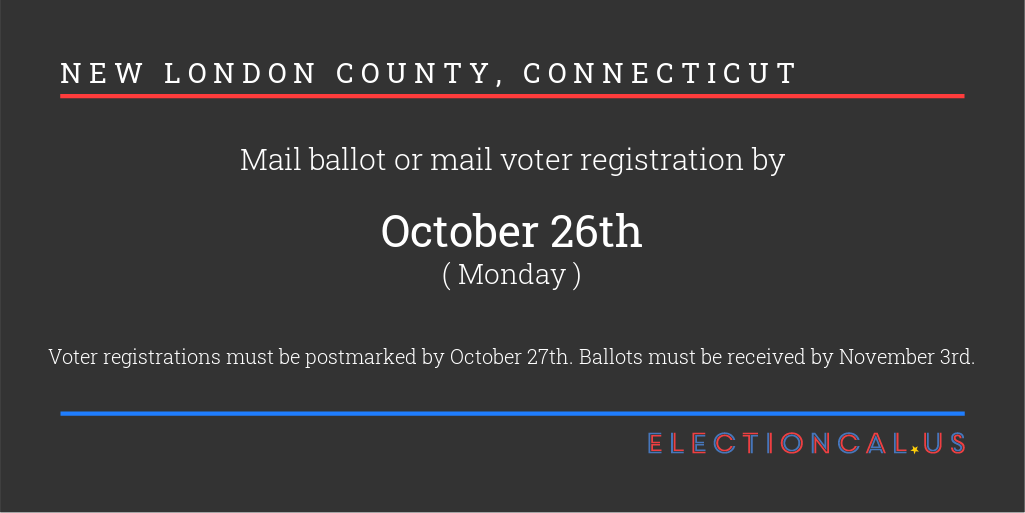 NEW LONDON COUNTY, CONNECTICUT
Mail ballot or mail voter registration by
October 26th
( Monday )
Voter registrations must be postmarked by October 27th. Ballots must be received by November 3rd.
ELECTIONCAL.US